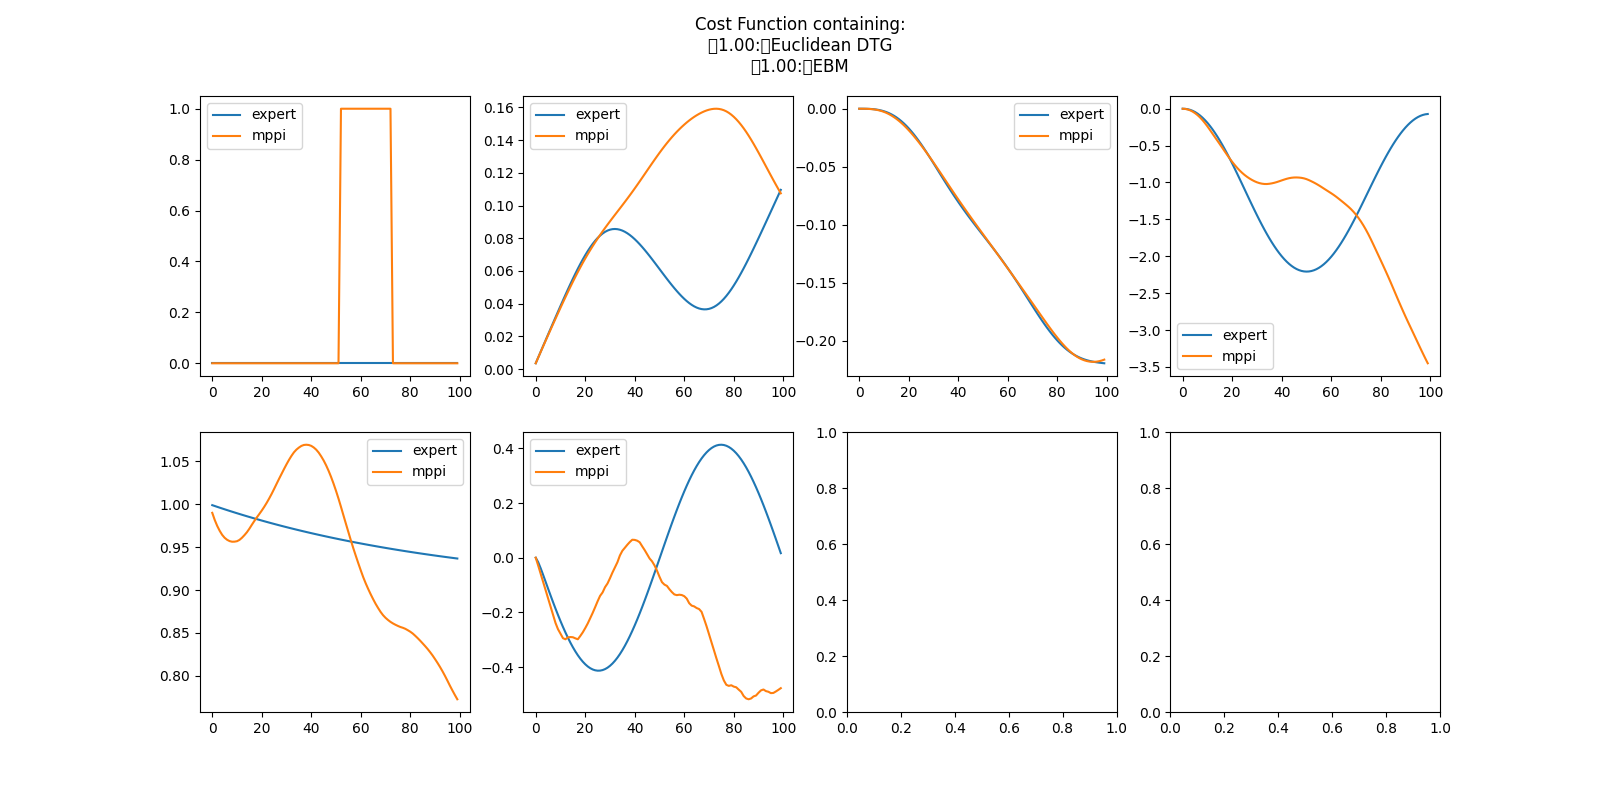 Cost Function containing:
1.00: Euclidean DTG
1.00: EBM
1.0
0.8
0.6
0.4
0.2
0.0
0 20 40 60 80 100
expert
mppi
0.16
0.14
0.12
0.10
0.08
0.06
0.04
0.02
0.00
0 20 40 60 80 100
expert
mppi
0.00
−0.05
−0.10
−0.15
−0.20
0 20 40 60 80 100
expert
mppi
0.0
−0.5
−1.0
−1.5
−2.0
−2.5
−3.0
−3.5
0 20 40 60 80 100
expert
mppi
1.05
1.00
0.95
0.90
0.85
0.80
0 20 40 60 80 100
expert
mppi
0.4
0.2
0.0
−0.2
−0.4
0 20 40 60 80 100
expert
mppi
1.0
0.8
0.6
0.4
0.2
0.0
0.0 0.2 0.4 0.6 0.8 1.0
1.0
0.8
0.6
0.4
0.2
0.0
0.0 0.2 0.4 0.6 0.8 1.0